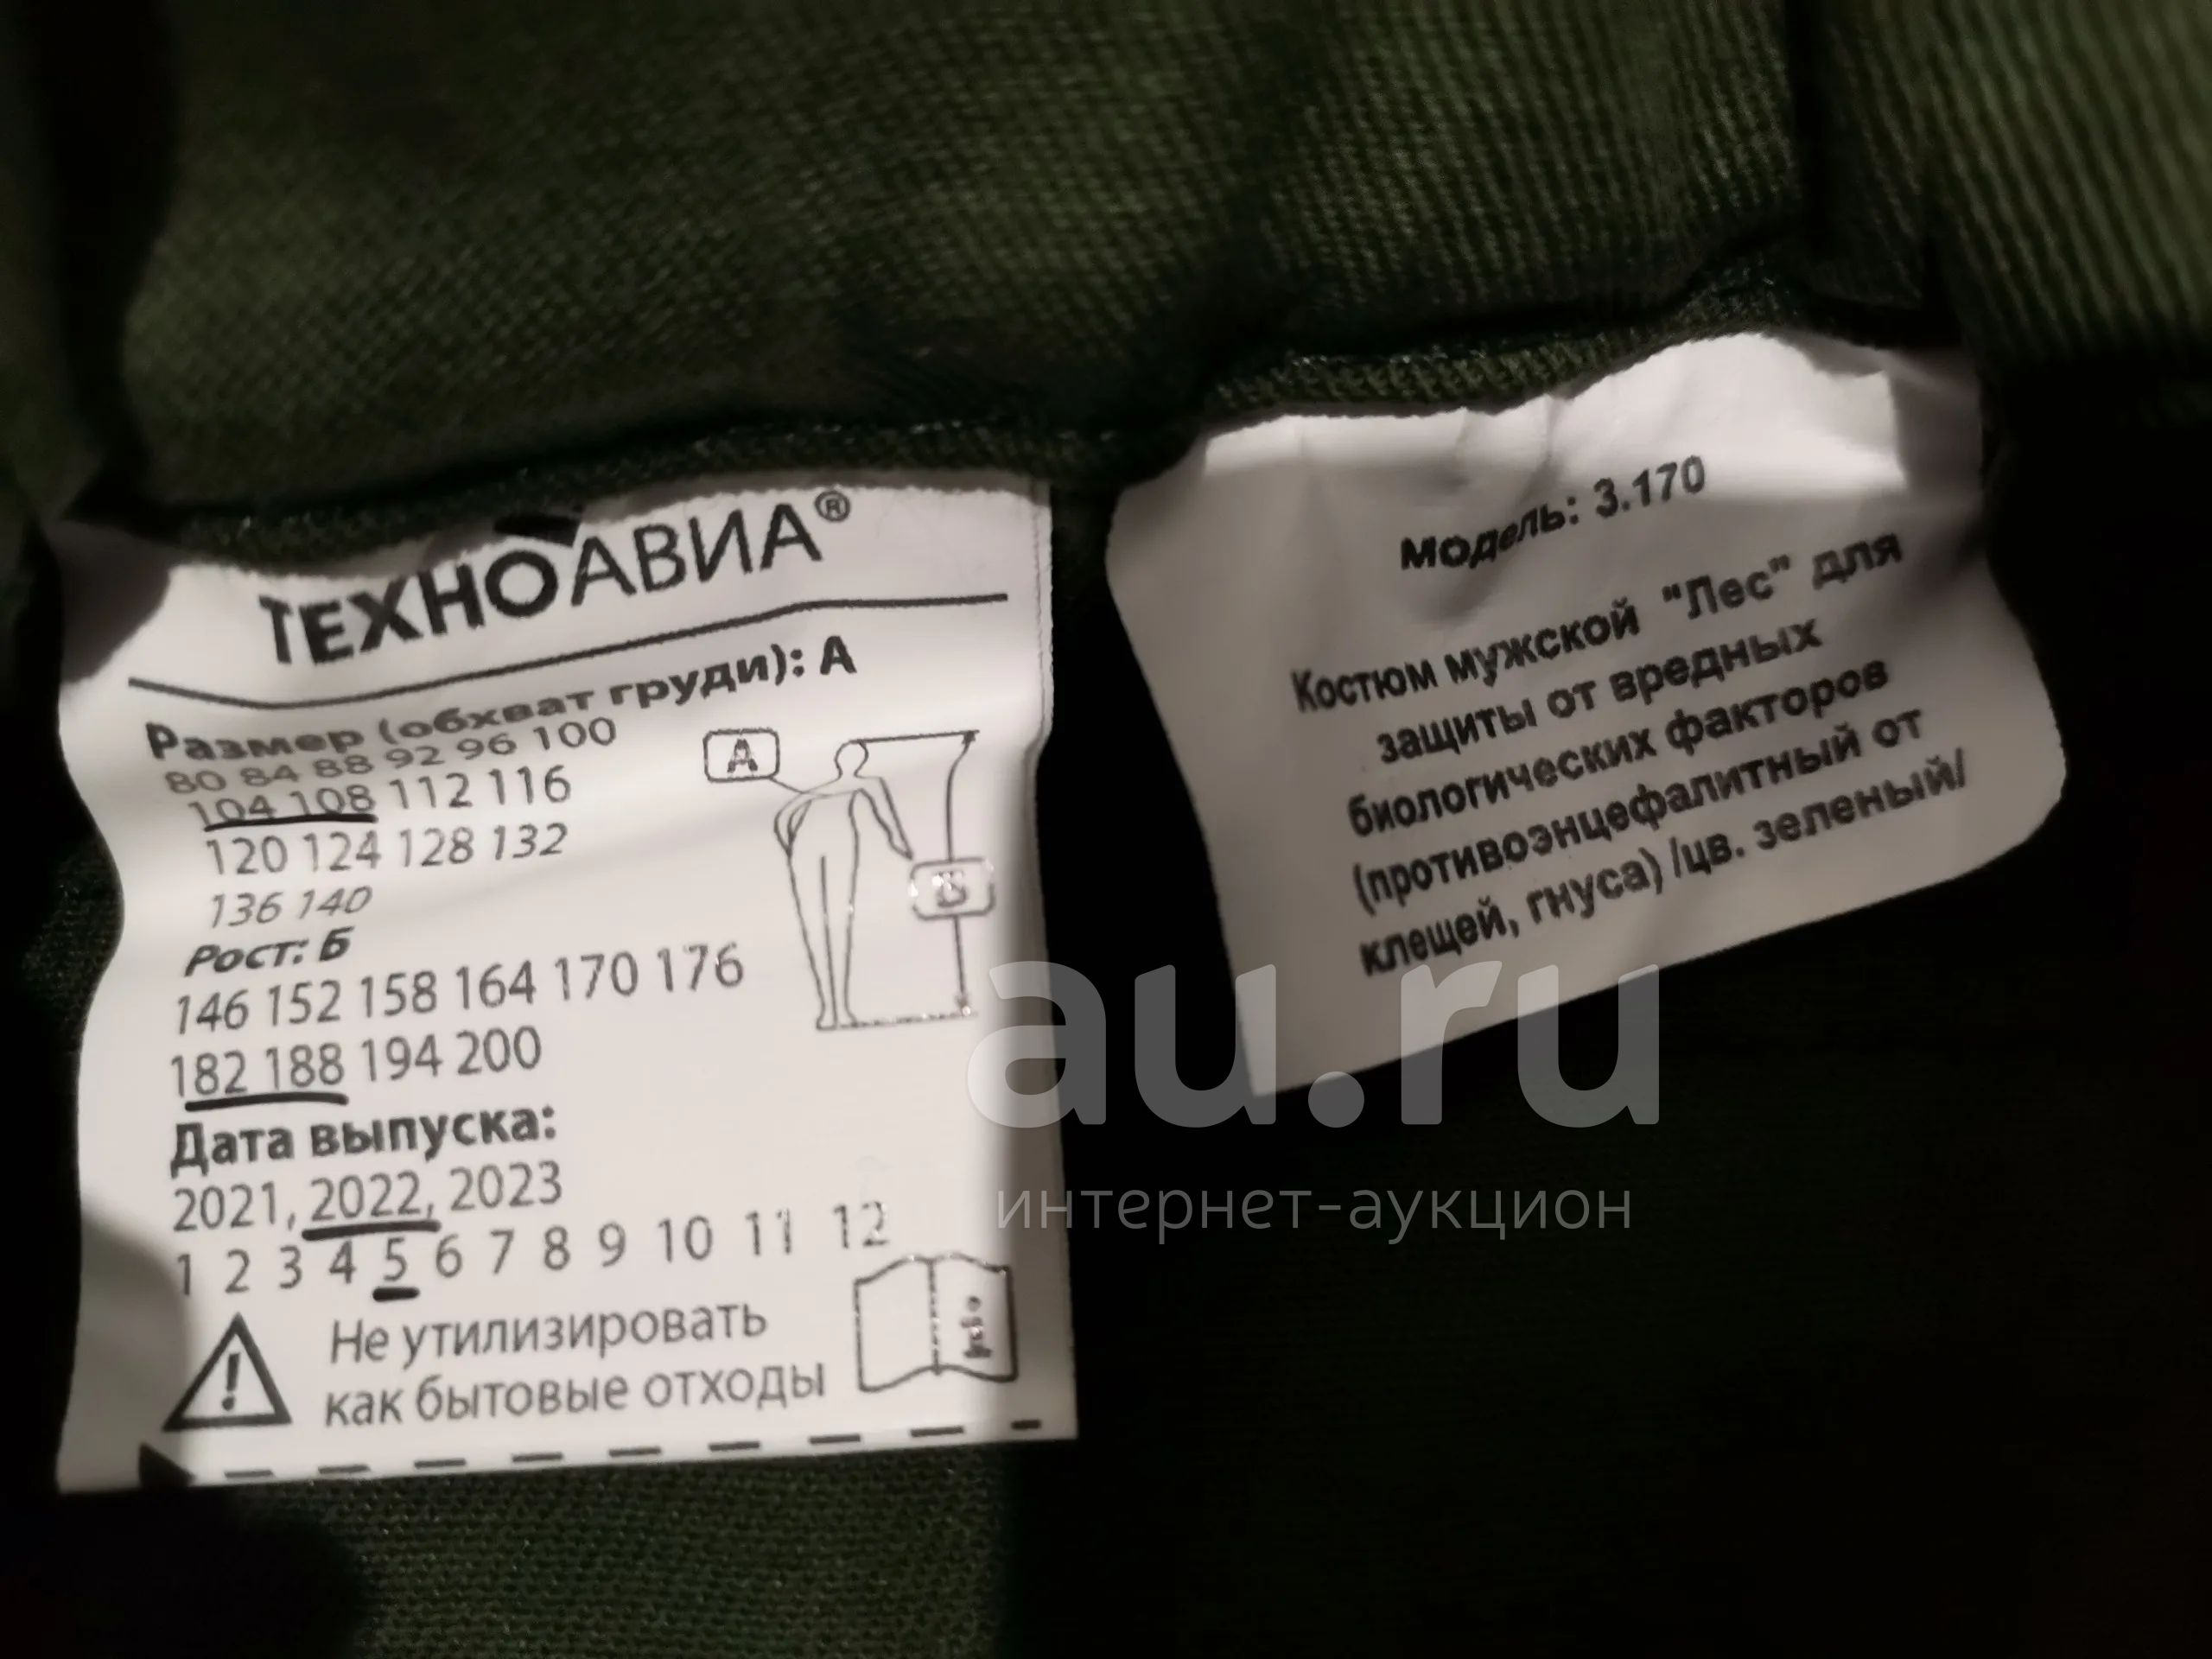 ТЕХНОАВИА®
Размер (обхват груди): А
80 84 88 92 96 100
104 108 112 116
120 124 128 132
136 140
Рост: Б
146 152 158 164 170 176
182 188 194 200
Дата выпуска:
2021, 2022, 2023
1 2 3 4 5 6 7 8 9 10 11 12
Не утилизировать
как бытовые отходы
А
Б
Модель: 3.170
Костюм мужской "Лес" для
защиты от вредных
биологических факторов
(противоэнцефалитный от
клещей, гнуса) /цв. зеленый/
au.ru
интернет-аукцион